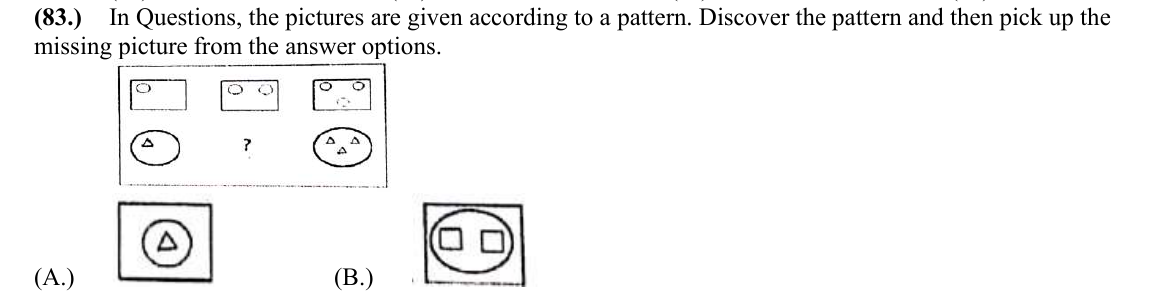 (83.) In Questions, the pictures are given according to a pattern. Discover the pattern and then pick up the
missing picture from the answer options.
?
(A.) (B.)